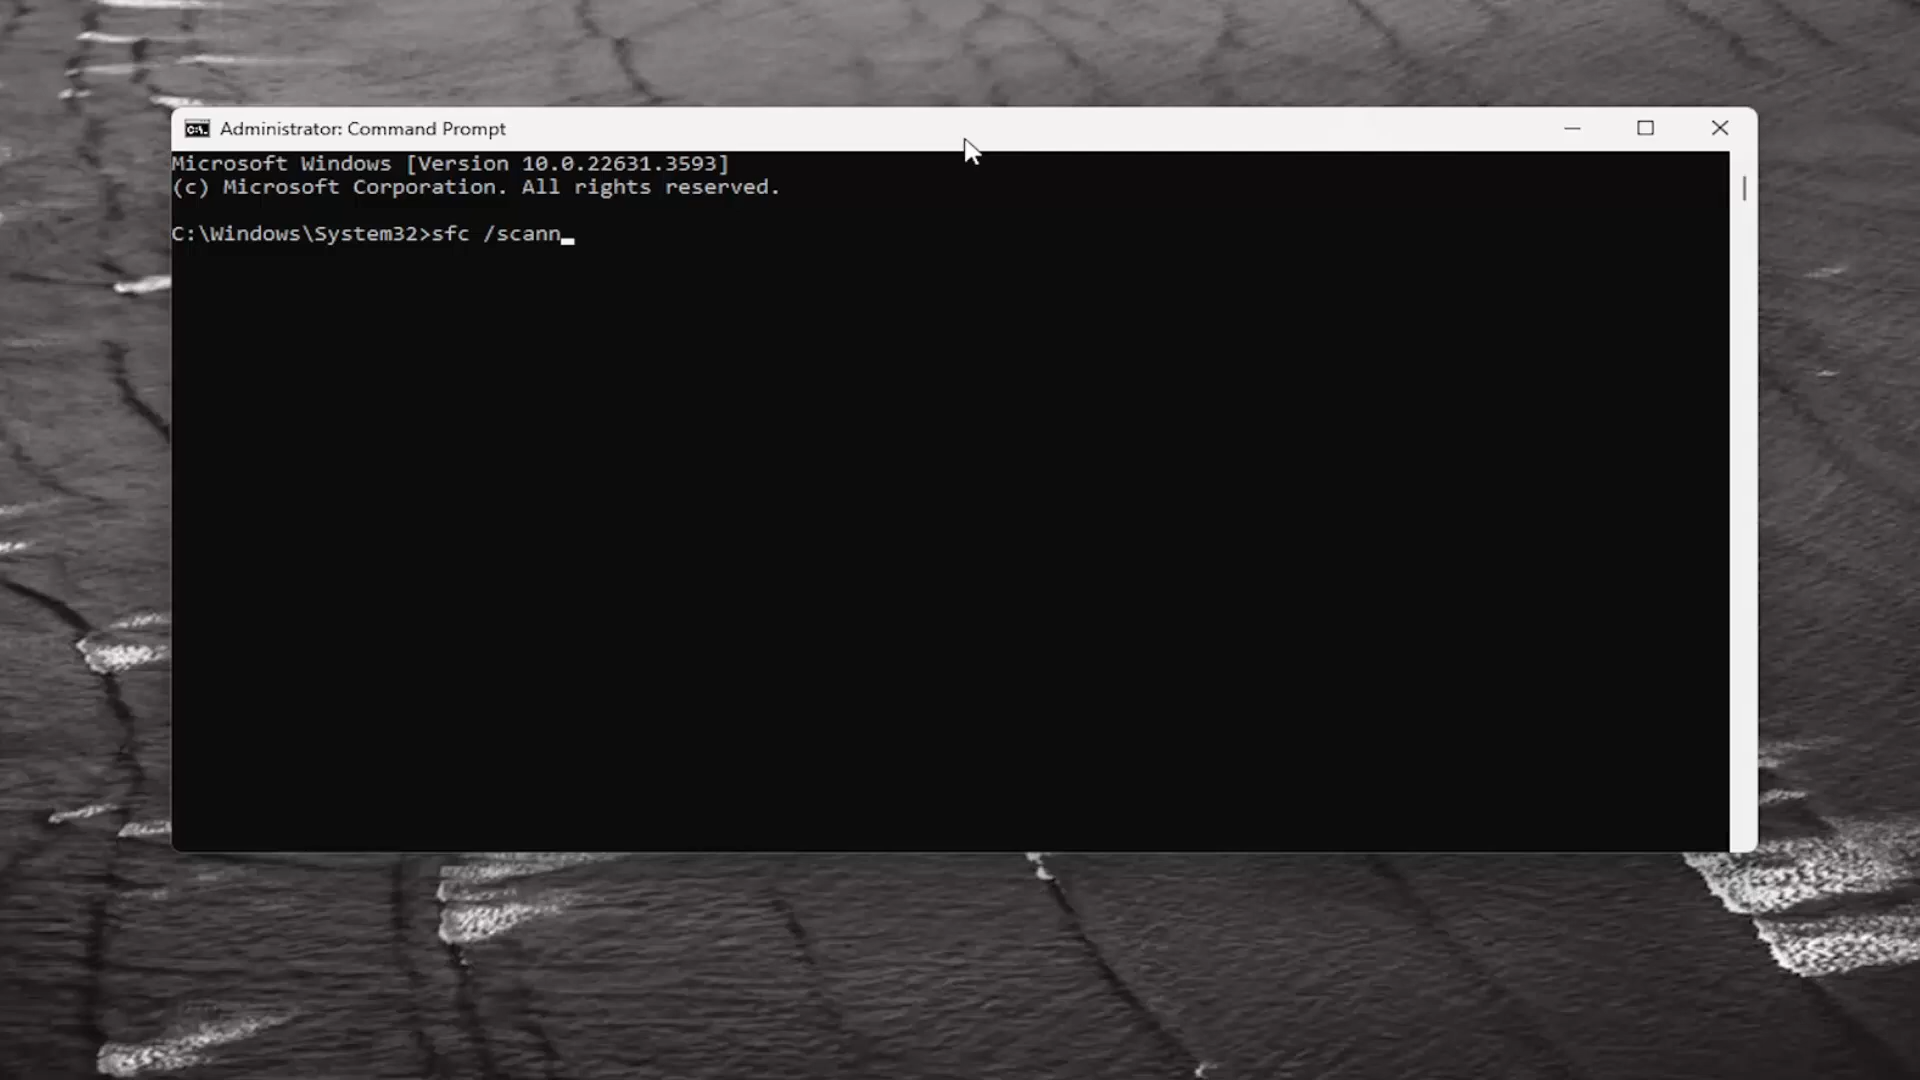 Administrator: Command Prompt
Microsoft Windows [Version 10.0.22631.3593]
(c) Microsoft Corporation. All rights reserved.
C:\Windows\System32>sfc /scann